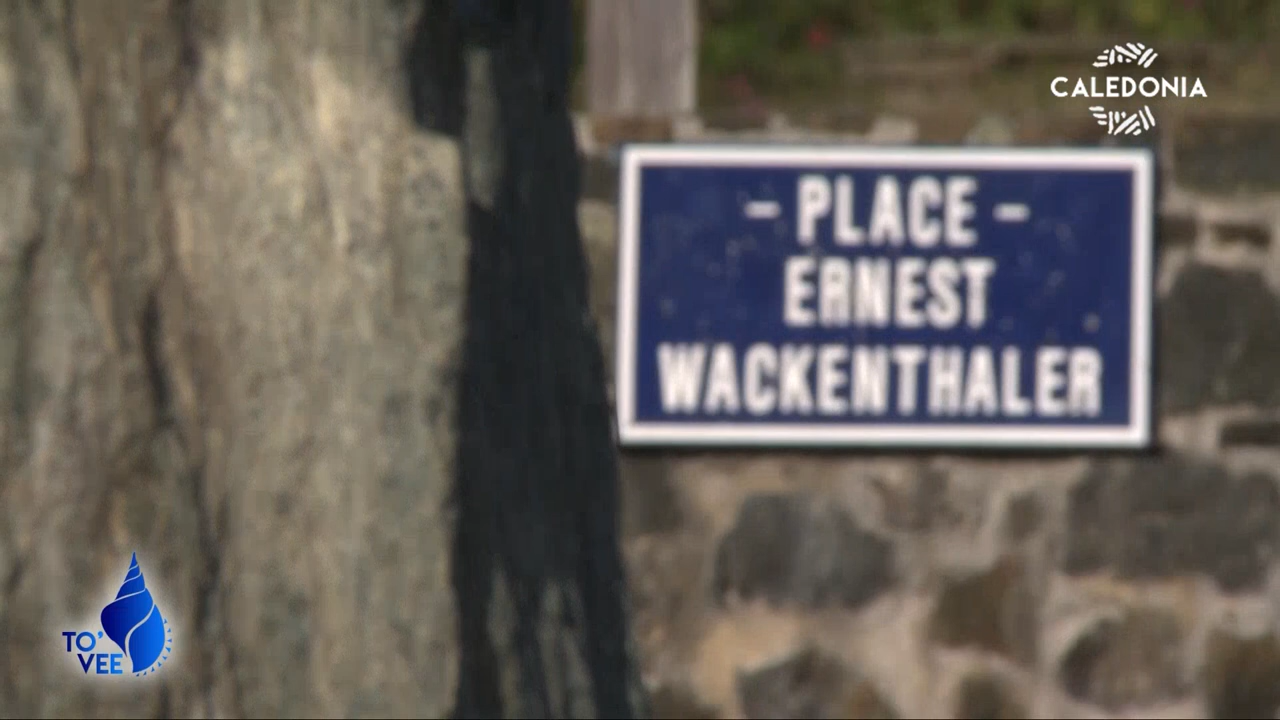 CALEDONIA
- PLACE -
ERNEST
WACKENTHALER
TO'
VEE